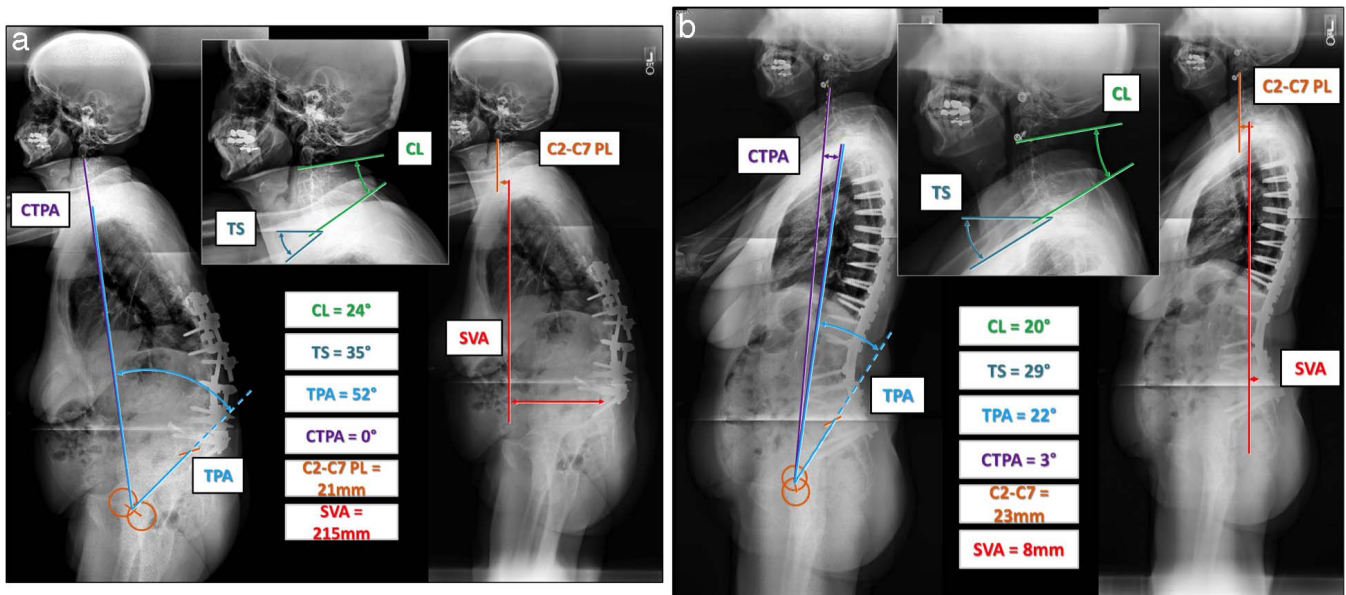 a
CL
TS
CTPA
TPA
C2-C7 PL
SVA
CL = 24°
TS = 35°
TPA = 52°
CTPA = 0°
C2-C7 PL =
21mm
SVA =
215mm
b
CL
TS
CTPA
TPA
C2-C7 PL
SVA
CL = 20°
TS = 29°
TPA = 22°
CTPA = 3°
C2-C7 =
23mm
SVA = 8mm